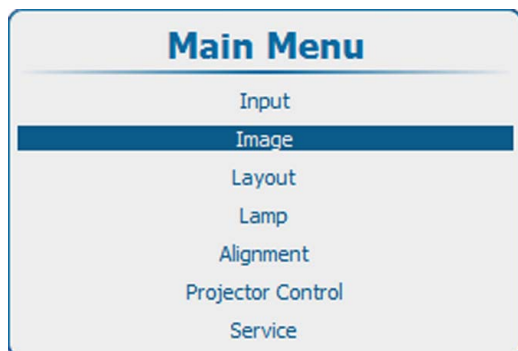 Main Menu
Input
Image
Layout
Lamp
Alignment
Projector Control
Service